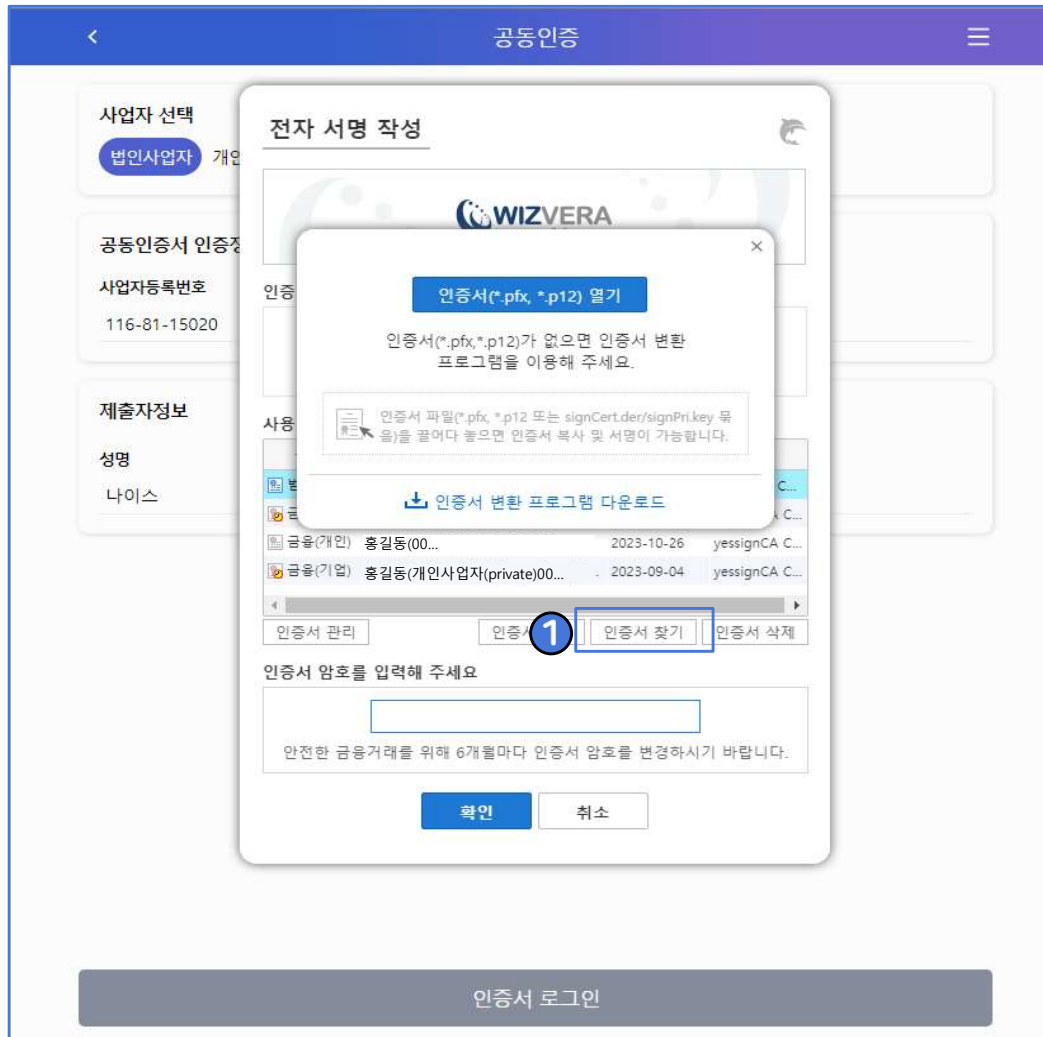 공동인증
사업자 선택
법인사업자
전자 서명 작성
WIZVERA
공동인증서
사업자등록번호
116-81-15020
인증
인증서(*.pfx, *.p12) 열기
인증서(*.pfx,*.p12)가 없으면 인증서 변환
프로그램을 이용해 주세요.
인증서 파일(*.pfx, *.p12 또는 signCert.der/signPri.key 묶
음)을 끌어다 놓으면 인증서 복사 및 서명이 가능합니다.
인증서 변환 프로그램 다운로드
제출자정보
성명
나이스
사용
C...
C...
금융(개인) 홍길동(00... 2023-10-26 yessignCA C...
금융(기업) 홍길동(개인사업자(private)00... 2023-09-04 yessignCA C...
인증서 관리 1 인증서 찾기 인증서 삭제
인증서 암호를 입력해 주세요
안전한 금융거래를 위해 6개월마다 인증서 암호를 변경하시기 바랍니다.
확인 취소
인증서 로그인